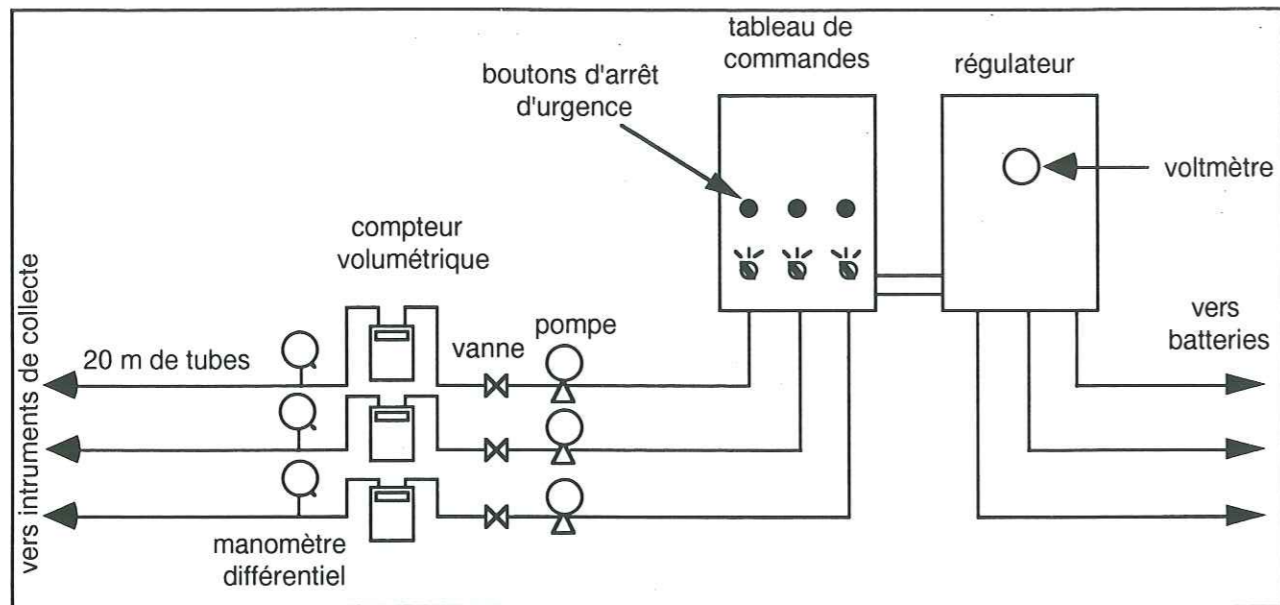 tableau de
commandes
régulateur
boutons d'arrêt
d'urgence
voltmètre
compteur
volumétrique
vers intruments de collecte
20 m de tubes
vanne
pompe
vers
batteries
manomètre
différentiel